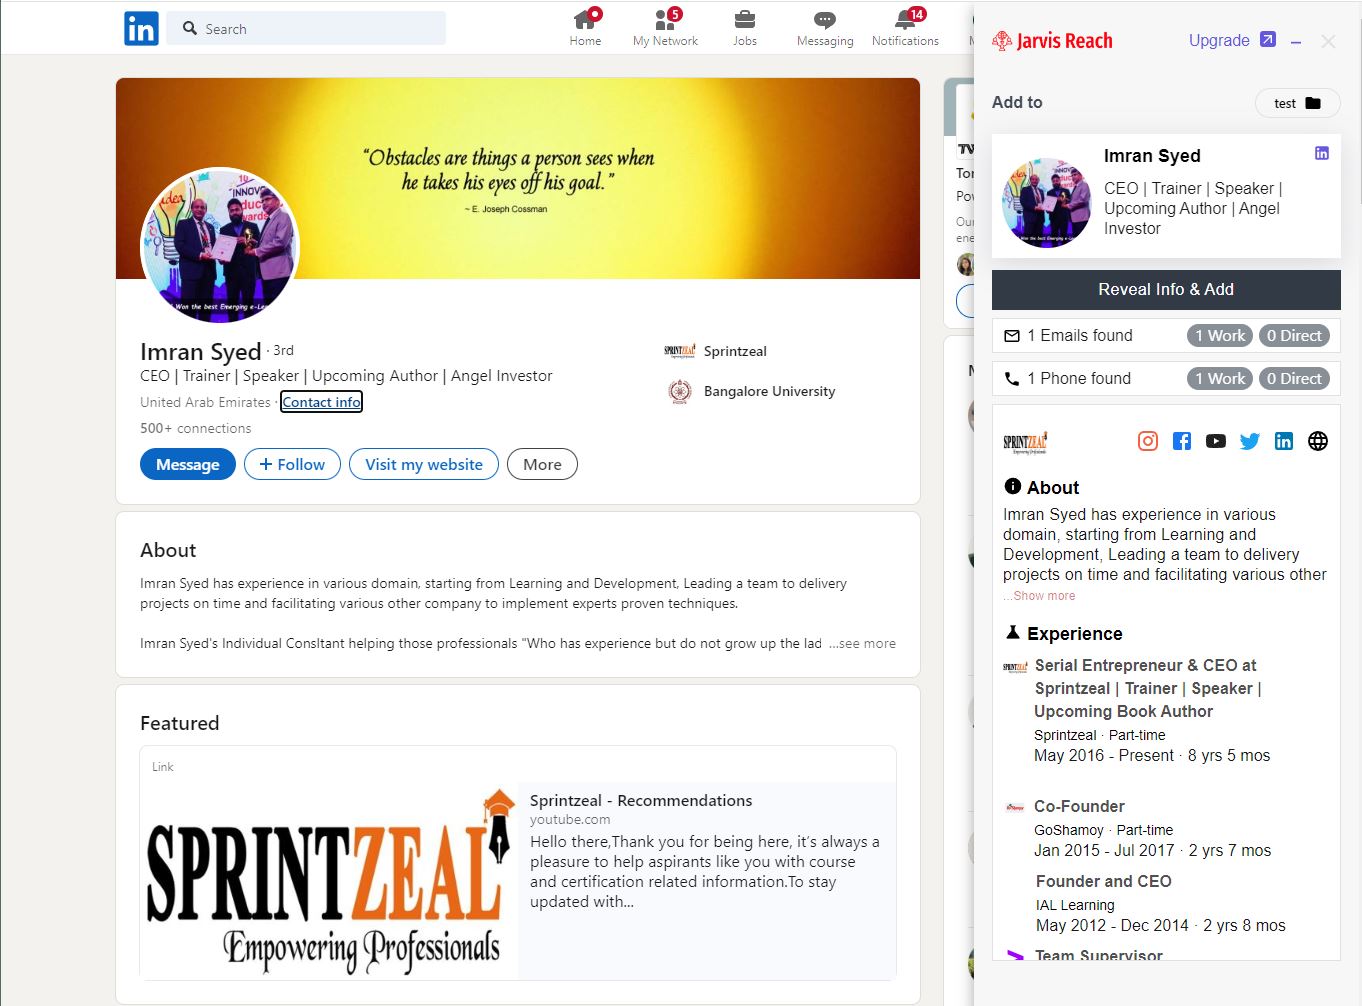 in
Search
Home
5
My Network
Jobs
Messaging
14
Notifications
"Obstacles are things a person sees when
he takes his eyes off his goal."
~ E. Joseph Cossman
Imran Syed · 3rd
CEO | Trainer | Speaker | Upcoming Author | Angel Investor
United Arab Emirates · Contact info
500+ connections
Message
+ Follow
Visit my website
More
SPRINTZEAL
Sprintzeal
Bangalore University
About
Imran Syed has experience in various domain, starting from Learning and Development, Leading a team to delivery
projects on time and facilitating various other company to implement experts proven techniques.
Imran Syed's Individual Consltant helping those professionals "Who has experience but do not grow up the lad ...see more
Featured
Link
SPRINTZEAL
Empowering Professionals
Sprintzeal - Recommendations
youtube.com
Hello there,Thank you for being here, it's always a
pleasure to help aspirants like you with course
and certification related information.To stay
updated with...
Jarvis Reach
Upgrade
Add to
test
Imran Syed
in
CEO | Trainer | Speaker |
Upcoming Author | Angel
Investor
Reveal Info & Add
1 Emails found
1 Work
0 Direct
1 Phone found
1 Work
0 Direct
SPRINTZEAL
About
Imran Syed has experience in various
domain, starting from Learning and
Development, Leading a team to delivery
projects on time and facilitating various other
...Show more
Experience
Serial Entrepreneur & CEO at
Sprintzeal | Trainer | Speaker |
Upcoming Book Author
Sprintzeal · Part-time
May 2016 - Present · 8 yrs 5 mos
Co-Founder
GoShamoy · Part-time
Jan 2015 - Jul 2017 · 2 yrs 7 mos
Founder and CEO
IAL Learning
May 2012 - Dec 2014 · 2 yrs 8 mos
Team Supervisor